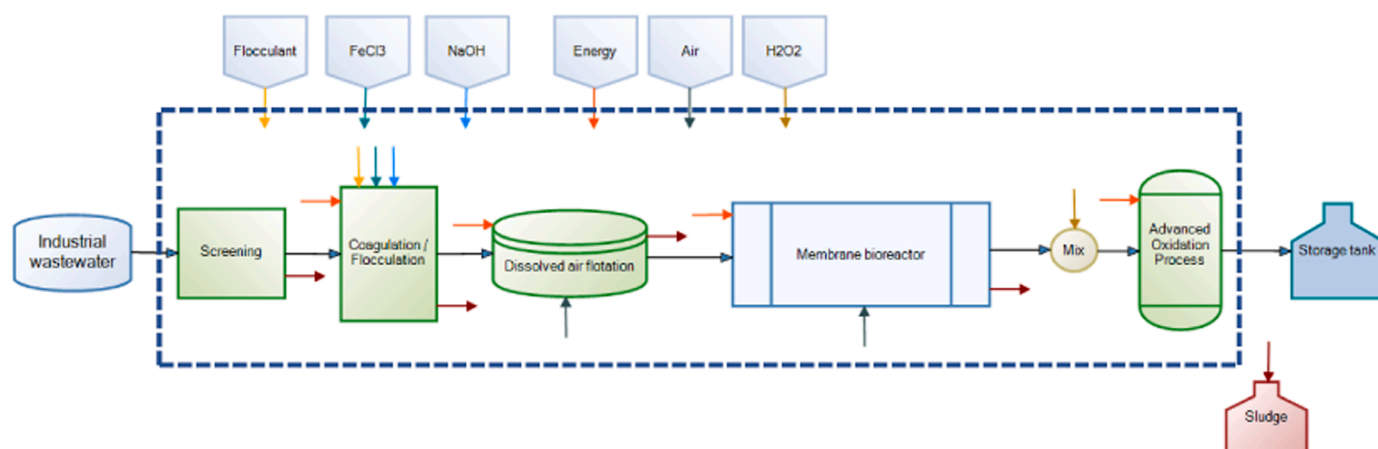 Flocculant
FeCl3
NaOH
Energy
Air
H2O2
Industrial
wastewater
Screening
Coagulation /
Flocculation
Dissolved air flotation
Membrane bioreactor
Mix
Advanced
Oxidation
Process
Storage tank
Sludge